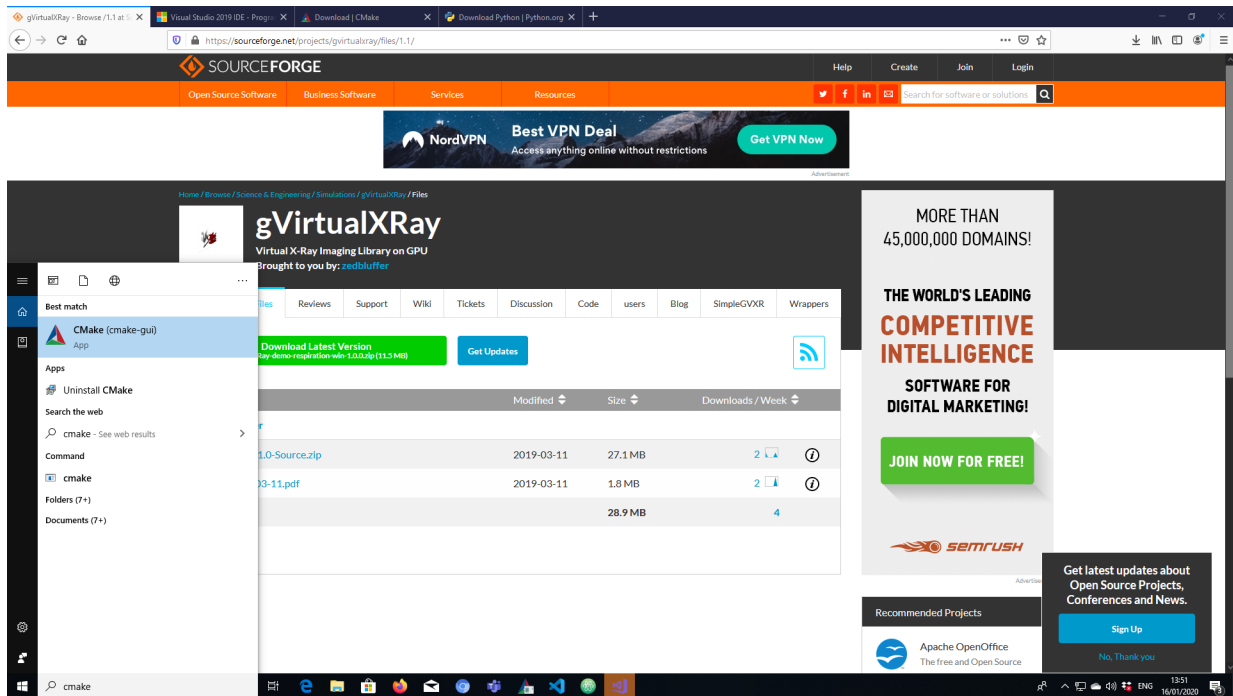 gVirtualXRay - Browse /1.1 at S
Visual Studio 2019 IDE - Progra
Download | CMake
Download Python | Python.org
https://sourceforge.net/projects/gvirtualxray/files/1.1/
SOURCEFORGE
Help Create Join Login
Open Source Software Business Software Services Resources
Search for software or solutions
NordVPN
Best VPN Deal
Access anything online without restrictions
Get VPN Now
Advertisement
Home / Browse / Science & Engineering / Simulations / gVirtualXRay / Files
gVirtualXRay
Virtual X-Ray Imaging Library on GPU
Brought to you by: zedbluffer
Files Reviews Support Wiki Tickets Discussion Code users Blog SimpleGVXR Wrappers
Download Latest Version
Ray-demo-respiration-win-1.0.0.zip (11.5 MB)
Get Updates
Modified Size Downloads / Week
r
1.0-Source.zip 2019-03-11 27.1 MB 2
03-11.pdf 2019-03-11 1.8 MB 2
28.9 MB 4
Best match
CMake (cmake-gui)
App
Apps
Uninstall CMake
Search the web
cmake - See web results
Command
cmake
Folders (7+)
Documents (7+)
cmake
MORE THAN
45,000,000 DOMAINS!
THE WORLD'S LEADING
COMPETITIVE
INTELLIGENCE
SOFTWARE FOR
DIGITAL MARKETING!
JOIN NOW FOR FREE!
semrush
Recommended Projects
Apache OpenOffice
The free and Open Source
Get latest updates about
Open Source Projects,
Conferences and News.
Sign Up
No, Thank you
ENG
13:51
16/01/2020
3